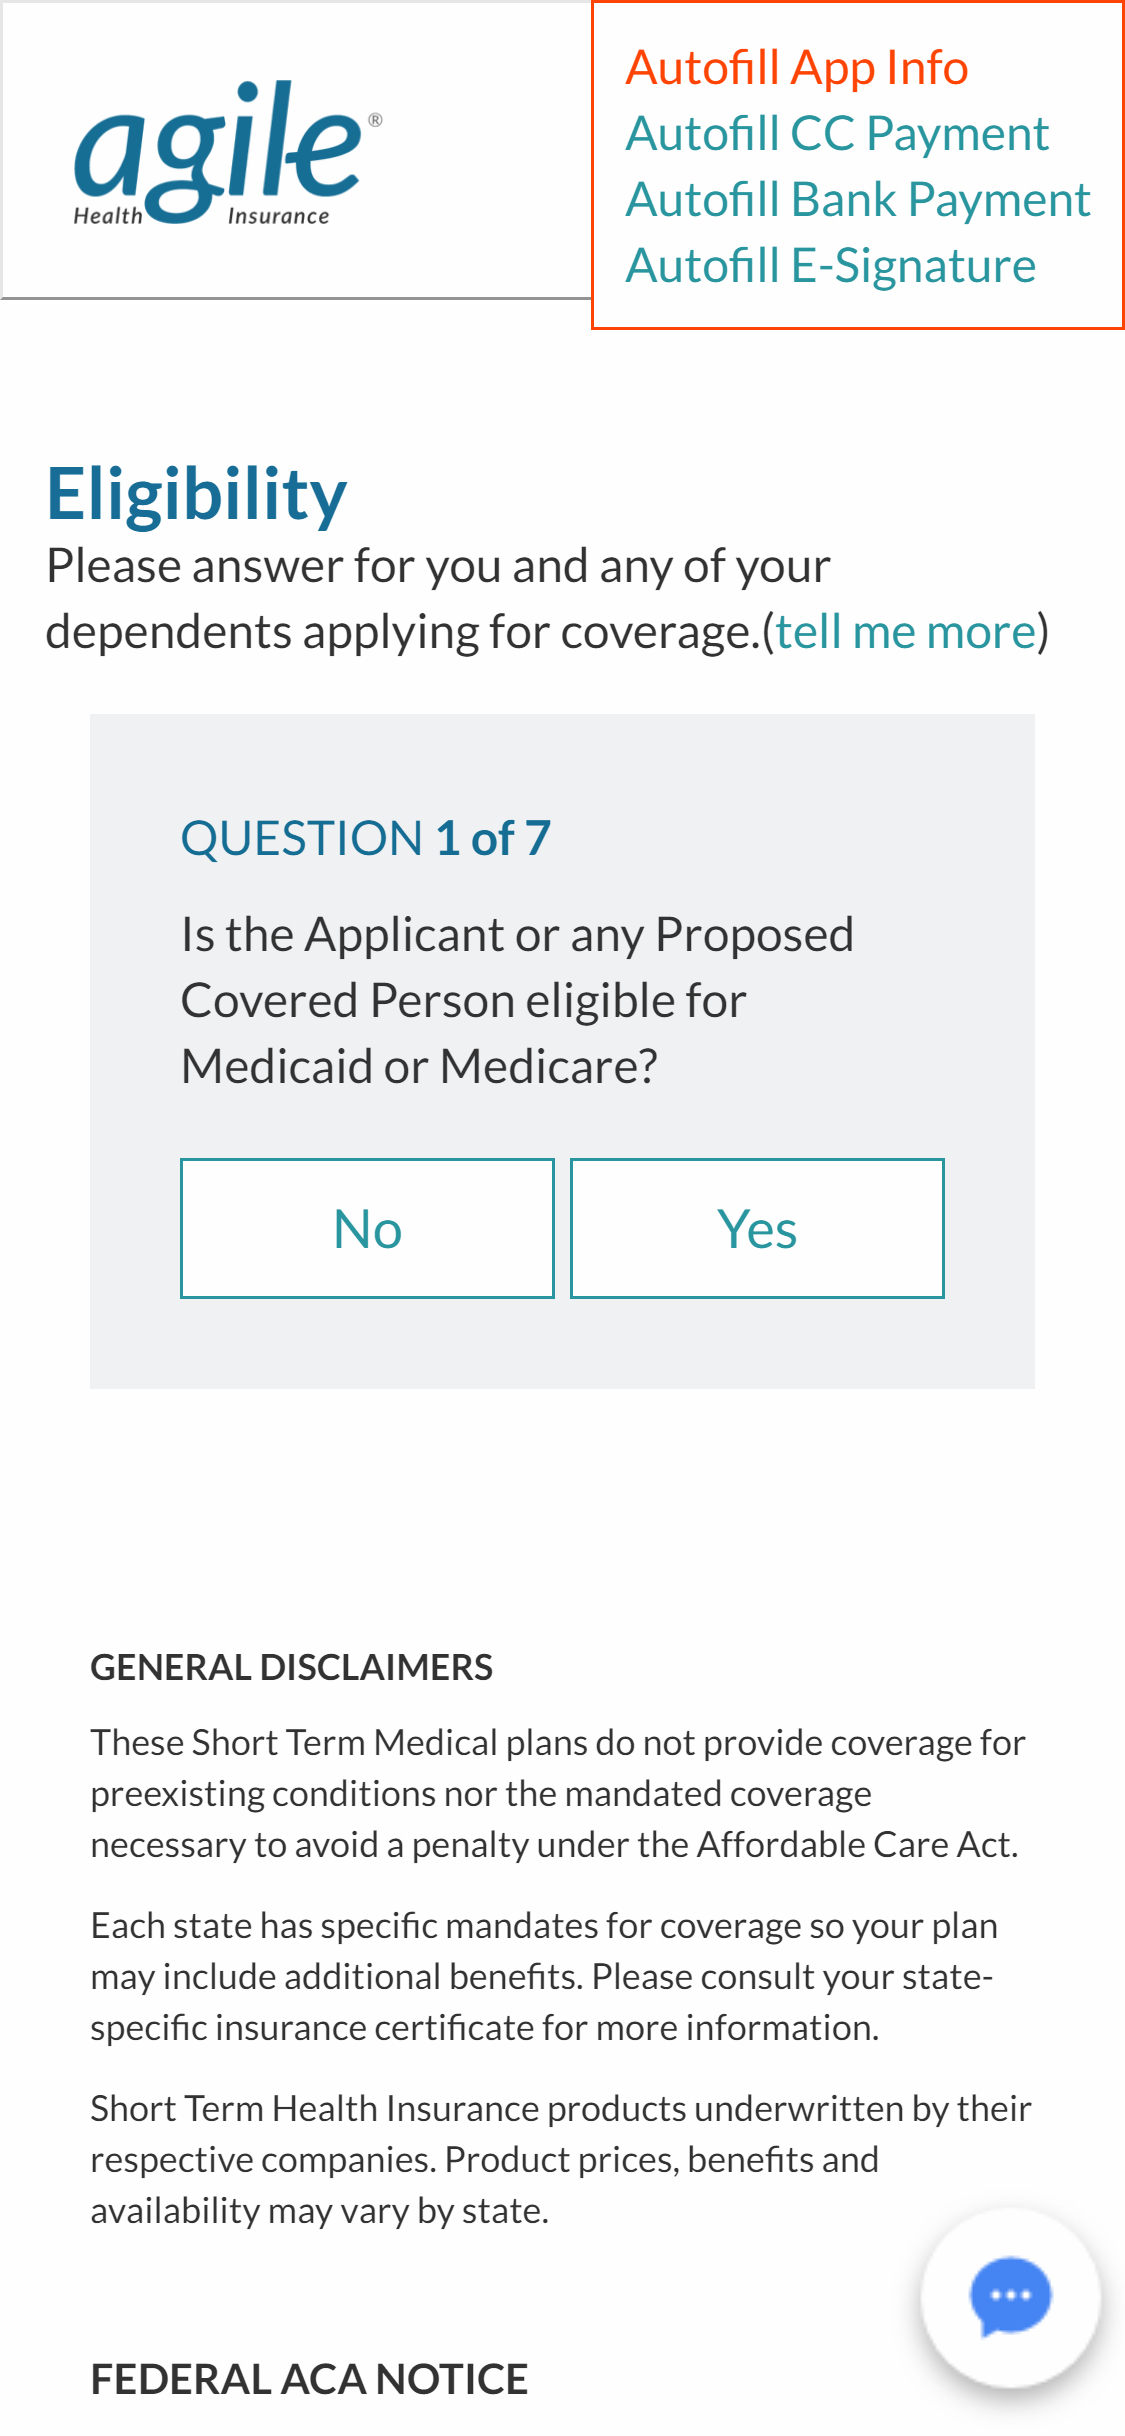 agile®
Health Insurance
Autofill App Info
Autofill CC Payment
Autofill Bank Payment
Autofill E-Signature
Eligibility
Please answer for you and any of your
dependents applying for coverage.(tell me more)
QUESTION 1 of 7
Is the Applicant or any Proposed
Covered Person eligible for
Medicaid or Medicare?
No
Yes
GENERAL DISCLAIMERS
These Short Term Medical plans do not provide coverage for
preexisting conditions nor the mandated coverage
necessary to avoid a penalty under the Affordable Care Act.
Each state has specific mandates for coverage so your plan
may include additional benefits. Please consult your state-
specific insurance certificate for more information.
Short Term Health Insurance products underwritten by their
respective companies. Product prices, benefits and
availability may vary by state.
FEDERAL ACA NOTICE